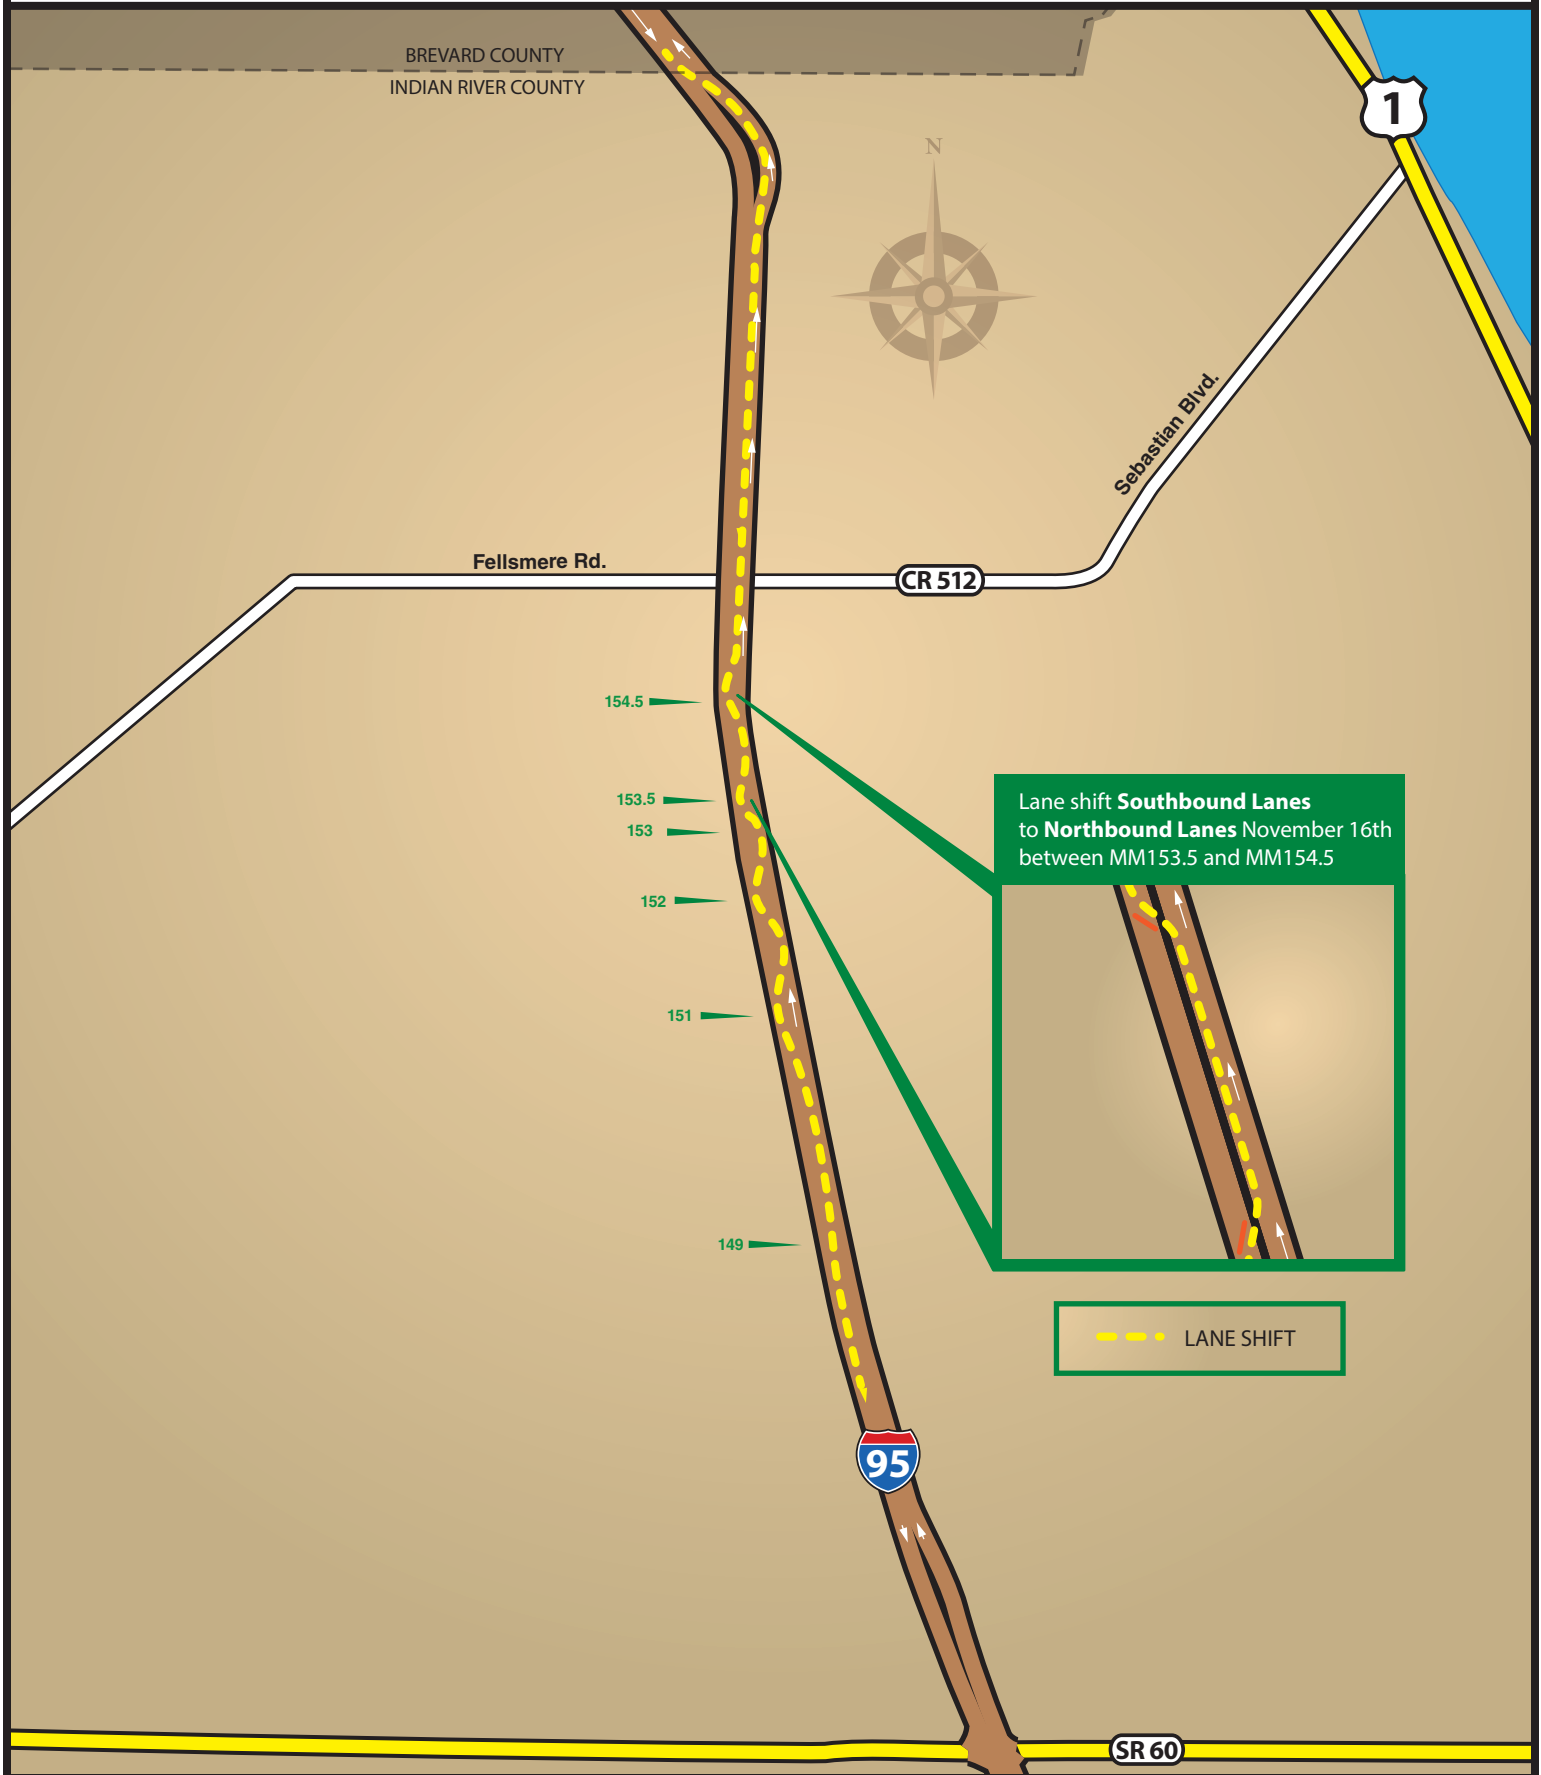 BREVARD COUNTY
INDIAN RIVER COUNTY
1
N
Sebastian Blvd.
Fellsmere Rd.
CR 512
154.5
153.5
153
152
151
149
Lane shift Southbound Lanes
to Northbound Lanes November 16th
between MM153.5 and MM154.5
LANE SHIFT
95
SR 60